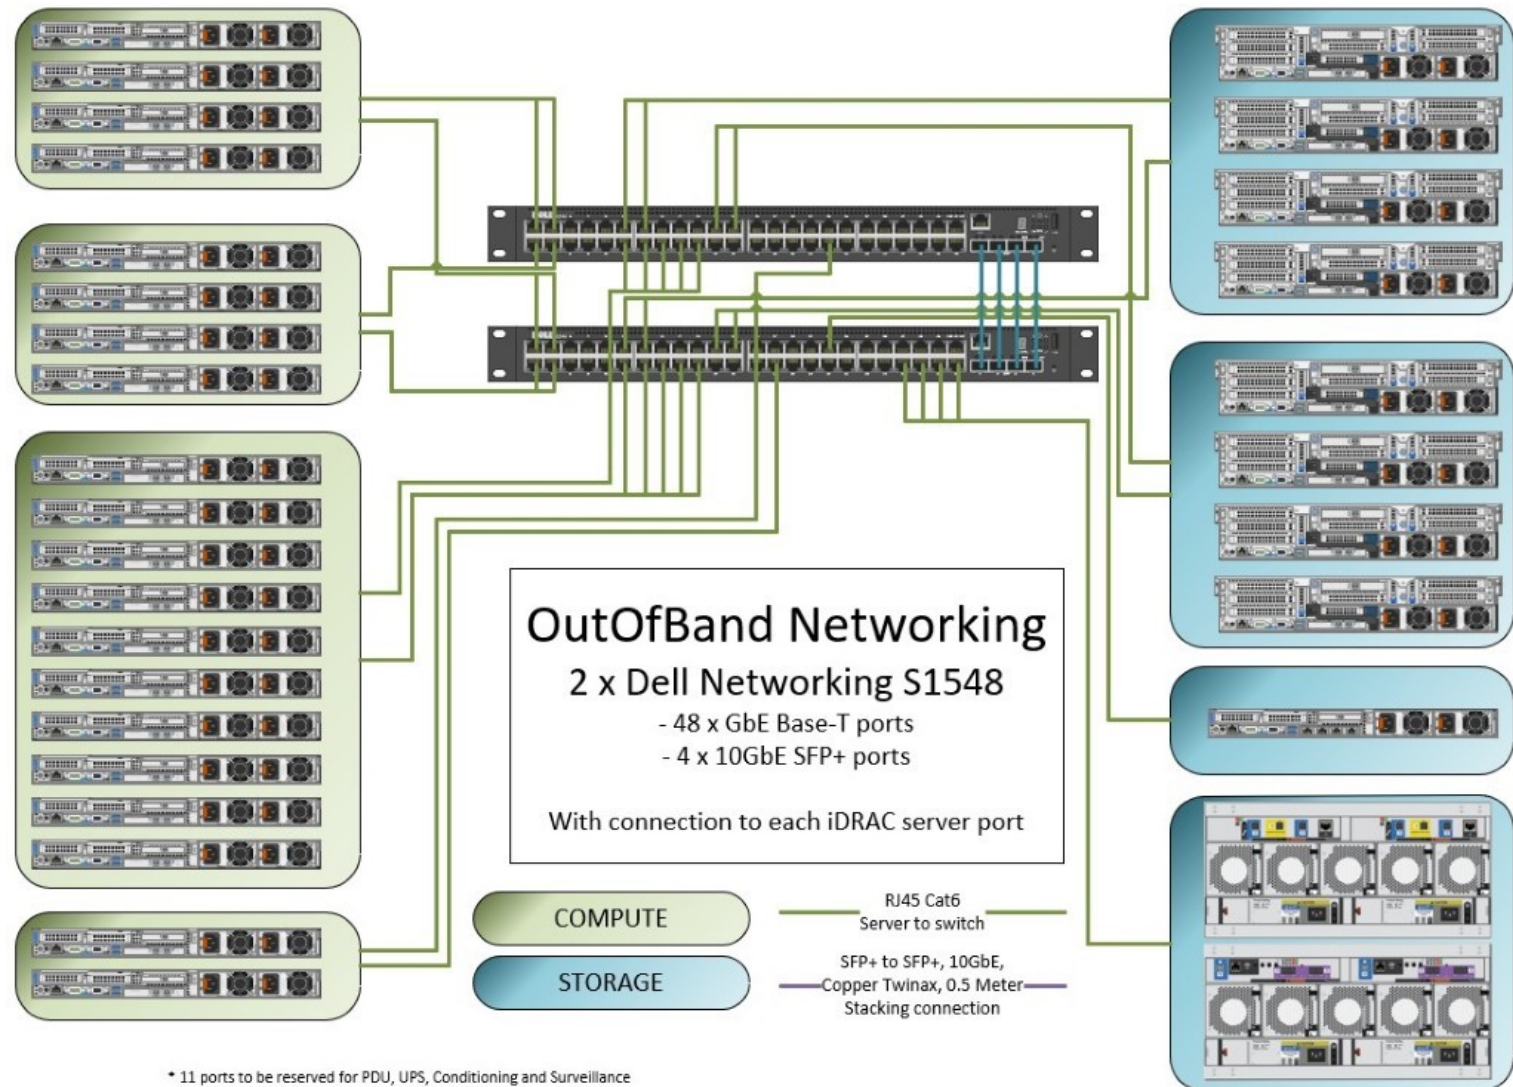 OutOfBand Networking
2 x Dell Networking S1548
- 48 x GbE Base-T ports
- 4 x 10GbE SFP+ ports
With connection to each iDRAC server port
COMPUTE
RJ45 Cat6
Server to switch
STORAGE
SFP+ to SFP+, 10GbE,
Copper Twinax, 0.5 Meter
Stacking connection
* 11 ports to be reserved for PDU, UPS, Conditioning and Surveillance